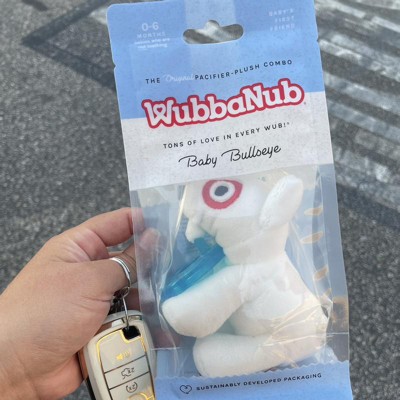 0-6
MONTHS
BABY'S
FIRST
FRIEND
THE Original PACIFIER-PLUSH COMBO
WubbaNub
TONS OF LOVE IN EVERY WUB!™
Baby Bullseye
SUSTAINABLY DEVELOPED PACKAGING